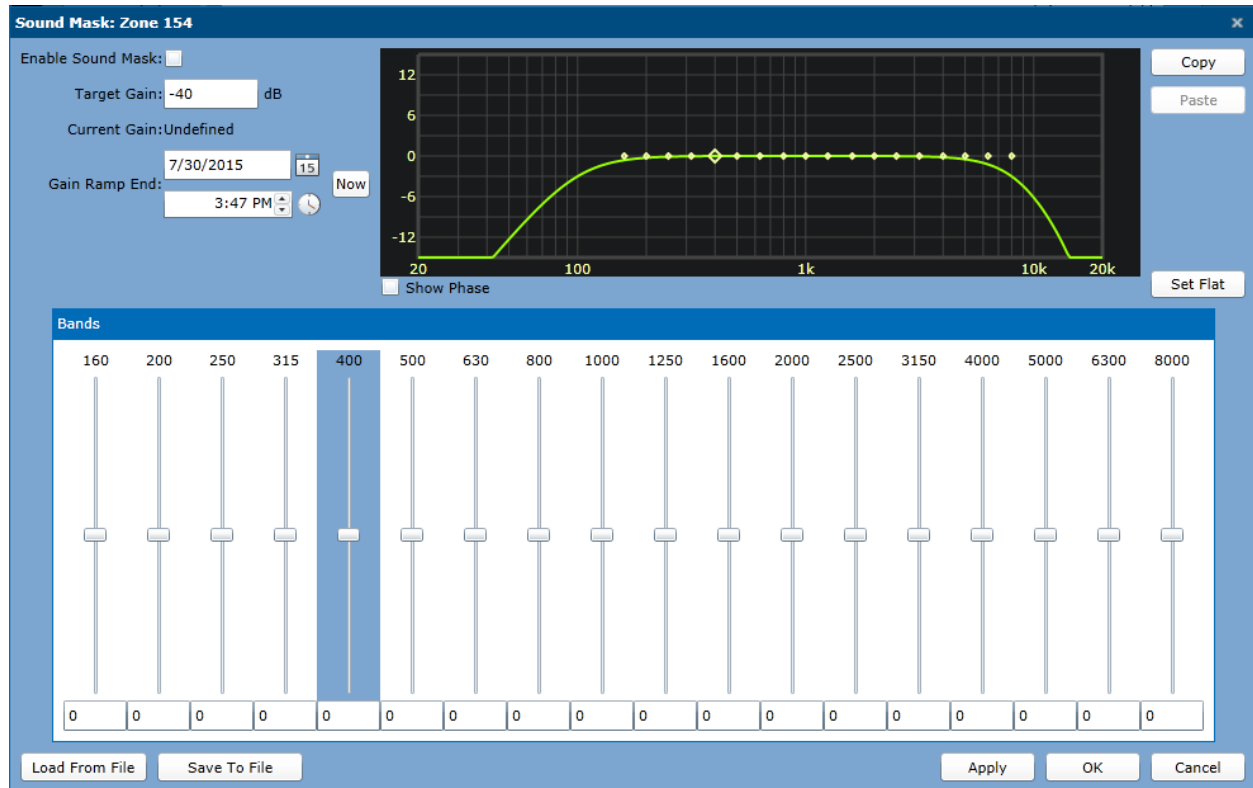 Sound Mask: Zone 154
Enable Sound Mask:
Target Gain: -40 dB
Current Gain: Undefined
Gain Ramp End: 7/30/2015 15
3:47 PM
Now
12
6
0
-6
-12
20 100 1k 10k 20k
Show Phase
Copy
Paste
Set Flat
Bands
160 200 250 315 400 500 630 800 1000 1250 1600 2000 2500 3150 4000 5000 6300 8000
0 0 0 0 0 0 0 0 0 0 0 0 0 0 0 0 0 0
Load From File Save To File Apply OK Cancel